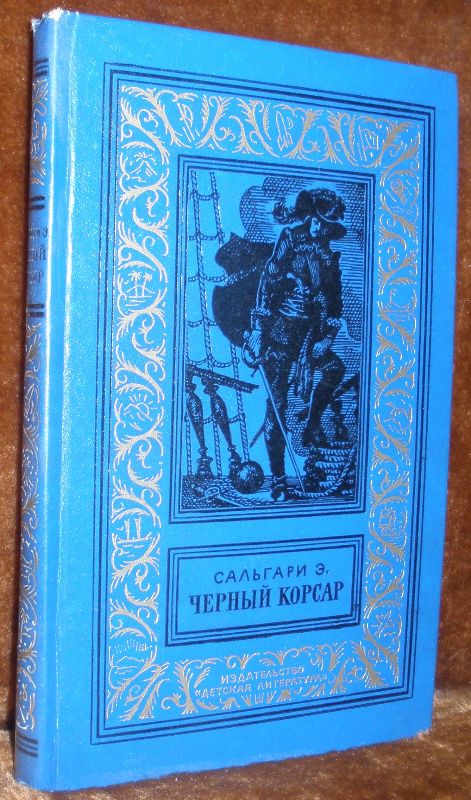 САЛЬГАРИ Э.
ЧЕРНЫЙ КОРСАР
ИЗДАТЕЛЬСТВО
«ДЕТСКАЯ ЛИТЕРАТУРА»